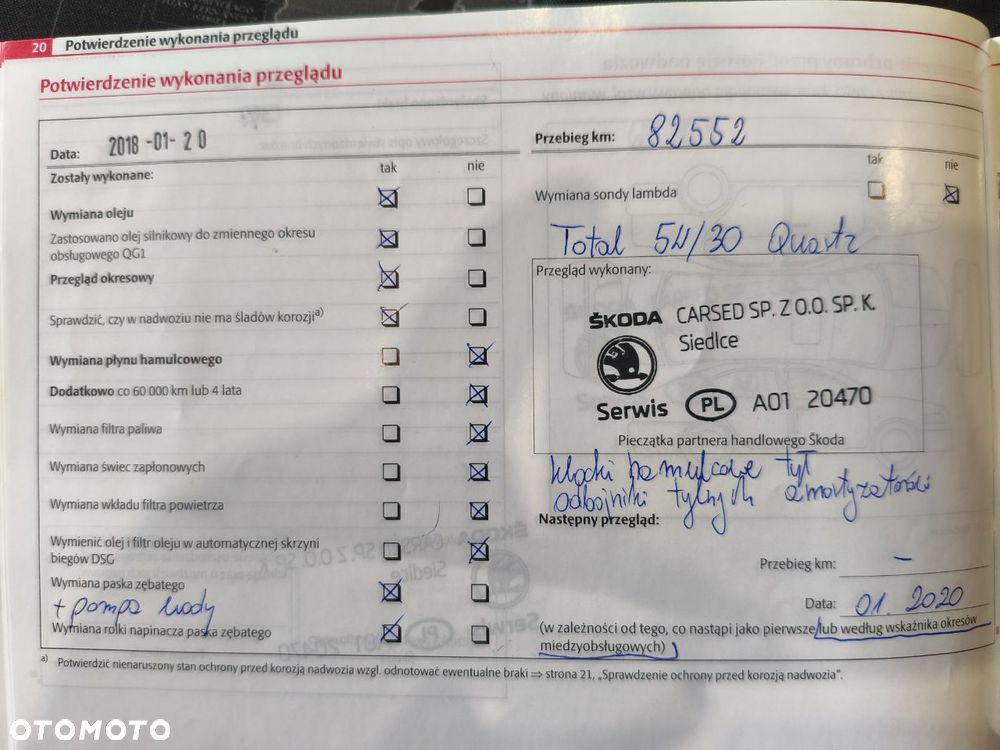 20 Potwierdzenie wykonania przeglądu
Potwierdzenie wykonania przeglądu
Data: 2018-01-20
Zostały wykonane: tak nie
Wymiana oleju
Zastosowano olej silnikowy do zmiennego okresu
obsługowego QG1
Przegląd okresowy
Sprawdzić, czy w nadwoziu nie ma śladów korozji a)
Wymiana płynu hamulcowego
Dodatkowo co 60 000 km lub 4 lata
Wymiana filtra paliwa
Wymiana świec zapłonowych
Wymiana wkładu filtra powietrza
Wymienić olej i filtr oleju w automatycznej skrzyni
biegów DSG
Wymiana paska zębatego
+ pompa wody
Wymiana rolki napinacza paska zębatego
Przebieg km: 82552
tak nie
Wymiana sondy lambda
Total 5W/30 Quartz
Przegląd wykonany:
ŠKODA CARSED SP. Z O.O. SP. K.
Siedlce
Serwis PL A01 20470
Pieczątka partnera handlowego Škoda
klocki hamulcowe tył
odbojniki tylnych amortyzatorów
Następny przegląd:
Przebieg km: –
Data: 01. 2020
(w zależności od tego, co nastąpi jako pierwsze/lub według wskaźnika okresów
miedzyobsługowych)
a) Potwierdzić nienaruszony stan ochrony przed korozją nadwozia wzgl. odnotować ewentualne braki ⇒ strona 21, „Sprawdzenie ochrony przed korozją nadwozia".
OTOMOTO